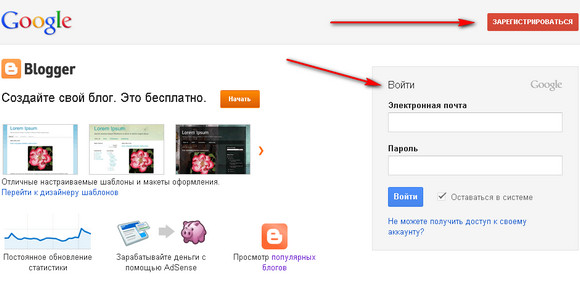 Google
ЗАРЕГИСТРИРОВАТЬСЯ
Blogger
Создайте свой блог. Это бесплатно.
Начать
Lorem Ipsum
Lorem Ipsum
Lorem Ipsum
Отличные настраиваемые шаблоны и макеты оформления.
Перейти к дизайнеру шаблонов
Постоянное обновление
статистики
Зарабатывайте деньги с
помощью AdSense
Просмотр популярных
блогов
Войти
Google
Электронная почта
Пароль
Войти
Оставаться в системе
Не можете получить доступ к своему
аккаунту?